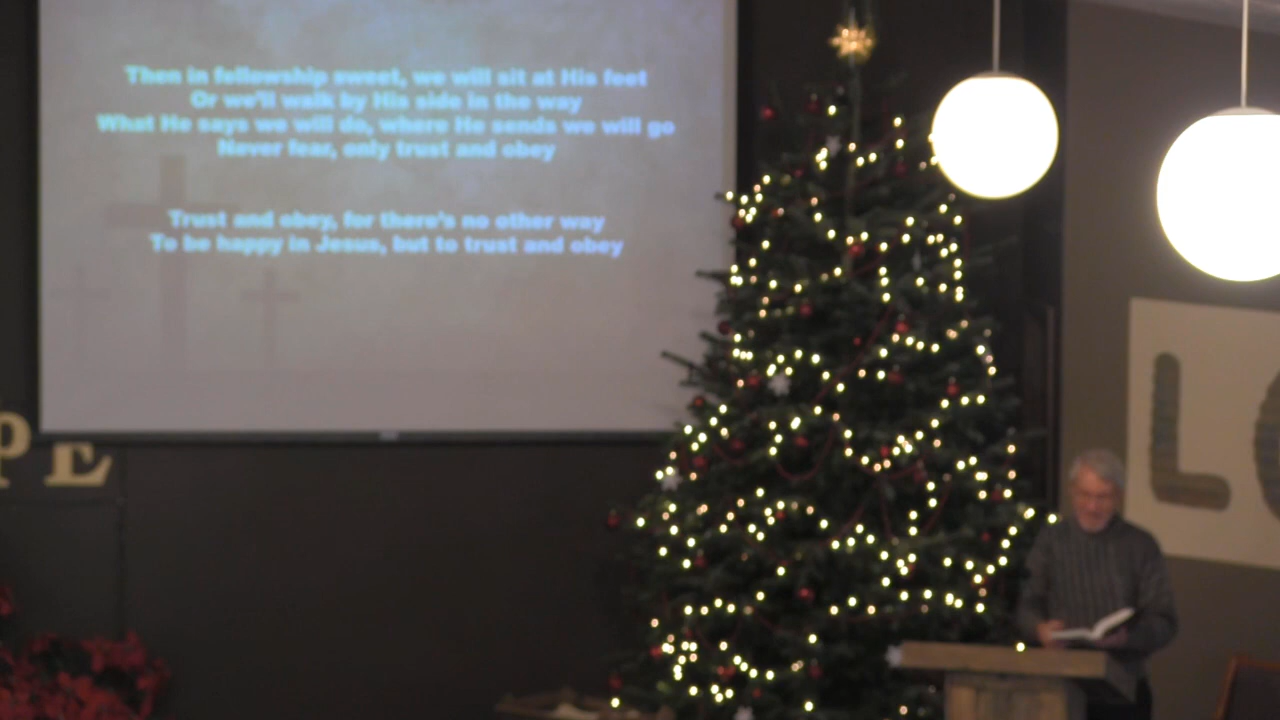 Then in fellowship sweet, we will sit at His feet
Or we'll walk by His side in the way
What He says we will do, where He sends we will go
Never fear, only trust and obey
Trust and obey, for there's no other way
To be happy in Jesus, but to trust and obey
PE
LO